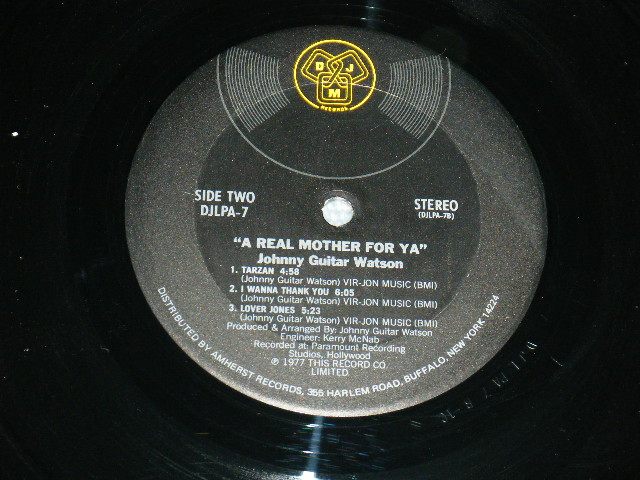 D J
M
RECORDS
SIDE TWO
DJLPA-7
STEREO
(DJLPA-7B)
"A REAL MOTHER FOR YA"
Johnny Guitar Watson
1. TARZAN 4:58
(Johnny Guitar Watson) VIR-JON MUSIC (BMI)
2. I WANNA THANK YOU 6:05
(Johnny Guitar Watson) VIR-JON MUSIC (BMI)
3. LOVER JONES 5:23
(Johnny Guitar Watson) VIR-JON MUSIC (BMI)
Produced & Arranged By: Johnny Guitar Watson
Engineer: Kerry McNab
Recorded at: Paramount Recording
Studios, Hollywood
℗ 1977 THIS RECORD CO.
LIMITED.
DISTRIBUTED BY AMHERST RECORDS, 355 HARLEM ROAD, BUFFALO, NEW YORK 14224